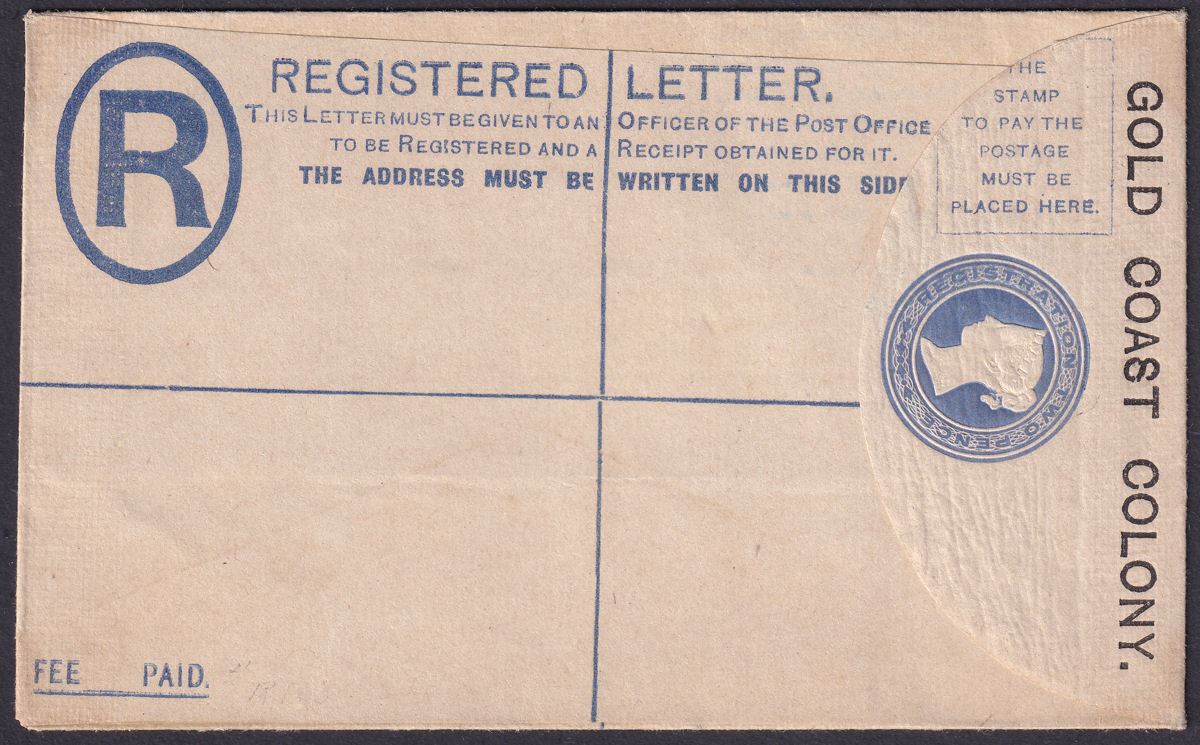 R
REGISTERED LETTER.
THIS LETTER MUST BE GIVEN TO AN OFFICER OF THE POST OFFICE
TO BE REGISTERED AND A RECEIPT OBTAINED FOR IT.
THE ADDRESS MUST BE WRITTEN ON THIS SIDE
THE
STAMP
TO PAY THE
POSTAGE
MUST BE
PLACED HERE.
REGISTRATION TWO PENCE
GOLD COAST COLONY.
FEE PAID.